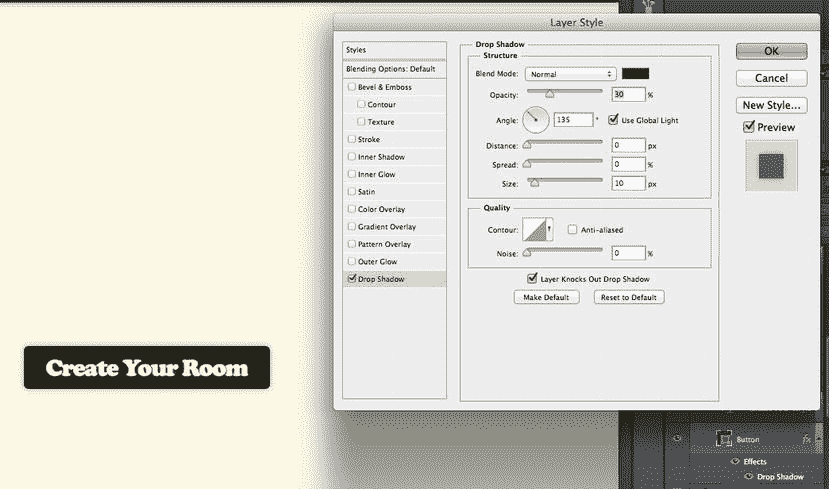 Layer Style
Styles
Blending Options: Default
Bevel & Emboss
Contour
Texture
Stroke
Inner Shadow
Inner Glow
Satin
Color Overlay
Gradient Overlay
Pattern Overlay
Outer Glow
Drop Shadow
Drop Shadow
Structure
Blend Mode: Normal
Opacity: 30 %
Angle: 135 ° Use Global Light
Distance: 0 px
Spread: 0 %
Size: 10 px
Quality
Contour: Anti-aliased
Noise: 0 %
Layer Knocks Out Drop Shadow
Make Default Reset to Default
OK
Cancel
New Style...
Preview
Create Your Room
Button fx
Effects
Drop Shadow